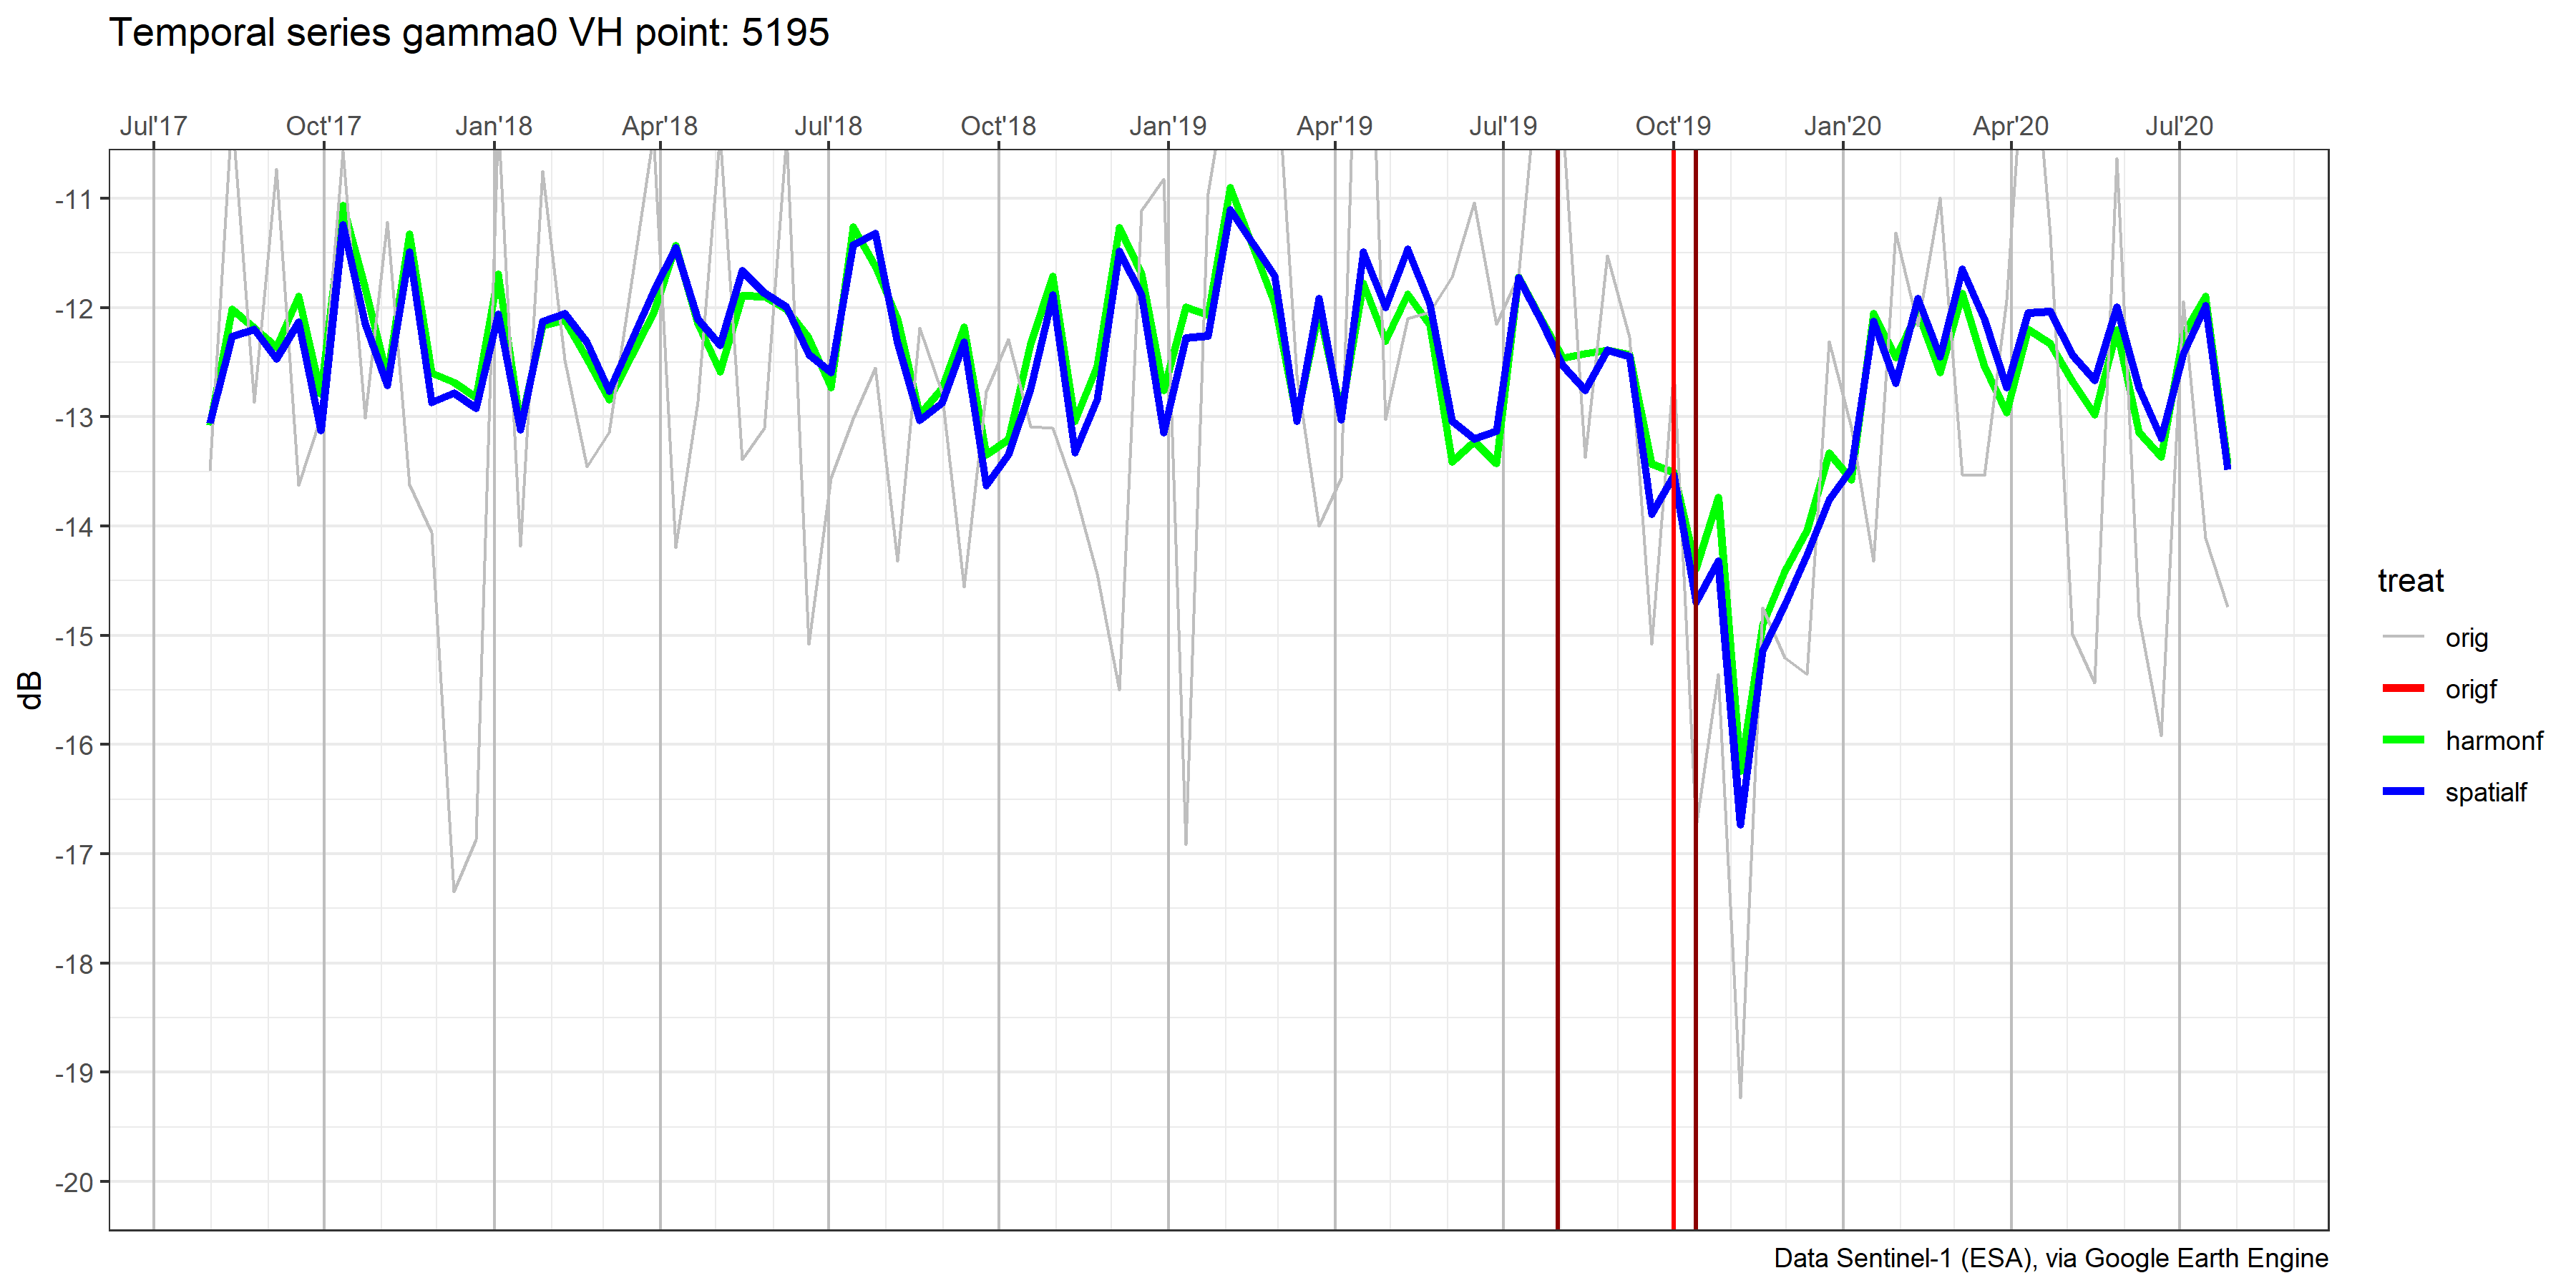 Temporal series gamma0 VH point: 5195
Jul'17 Oct'17 Jan'18 Apr'18 Jul'18 Oct'18 Jan'19 Apr'19 Jul'19 Oct'19 Jan'20 Apr'20 Jul'20
-11
-12
-13
-14
-15
-16
-17
-18
-19
-20
dB
treat
orig
origf
harmonf
spatialf
Data Sentinel-1 (ESA), via Google Earth Engine